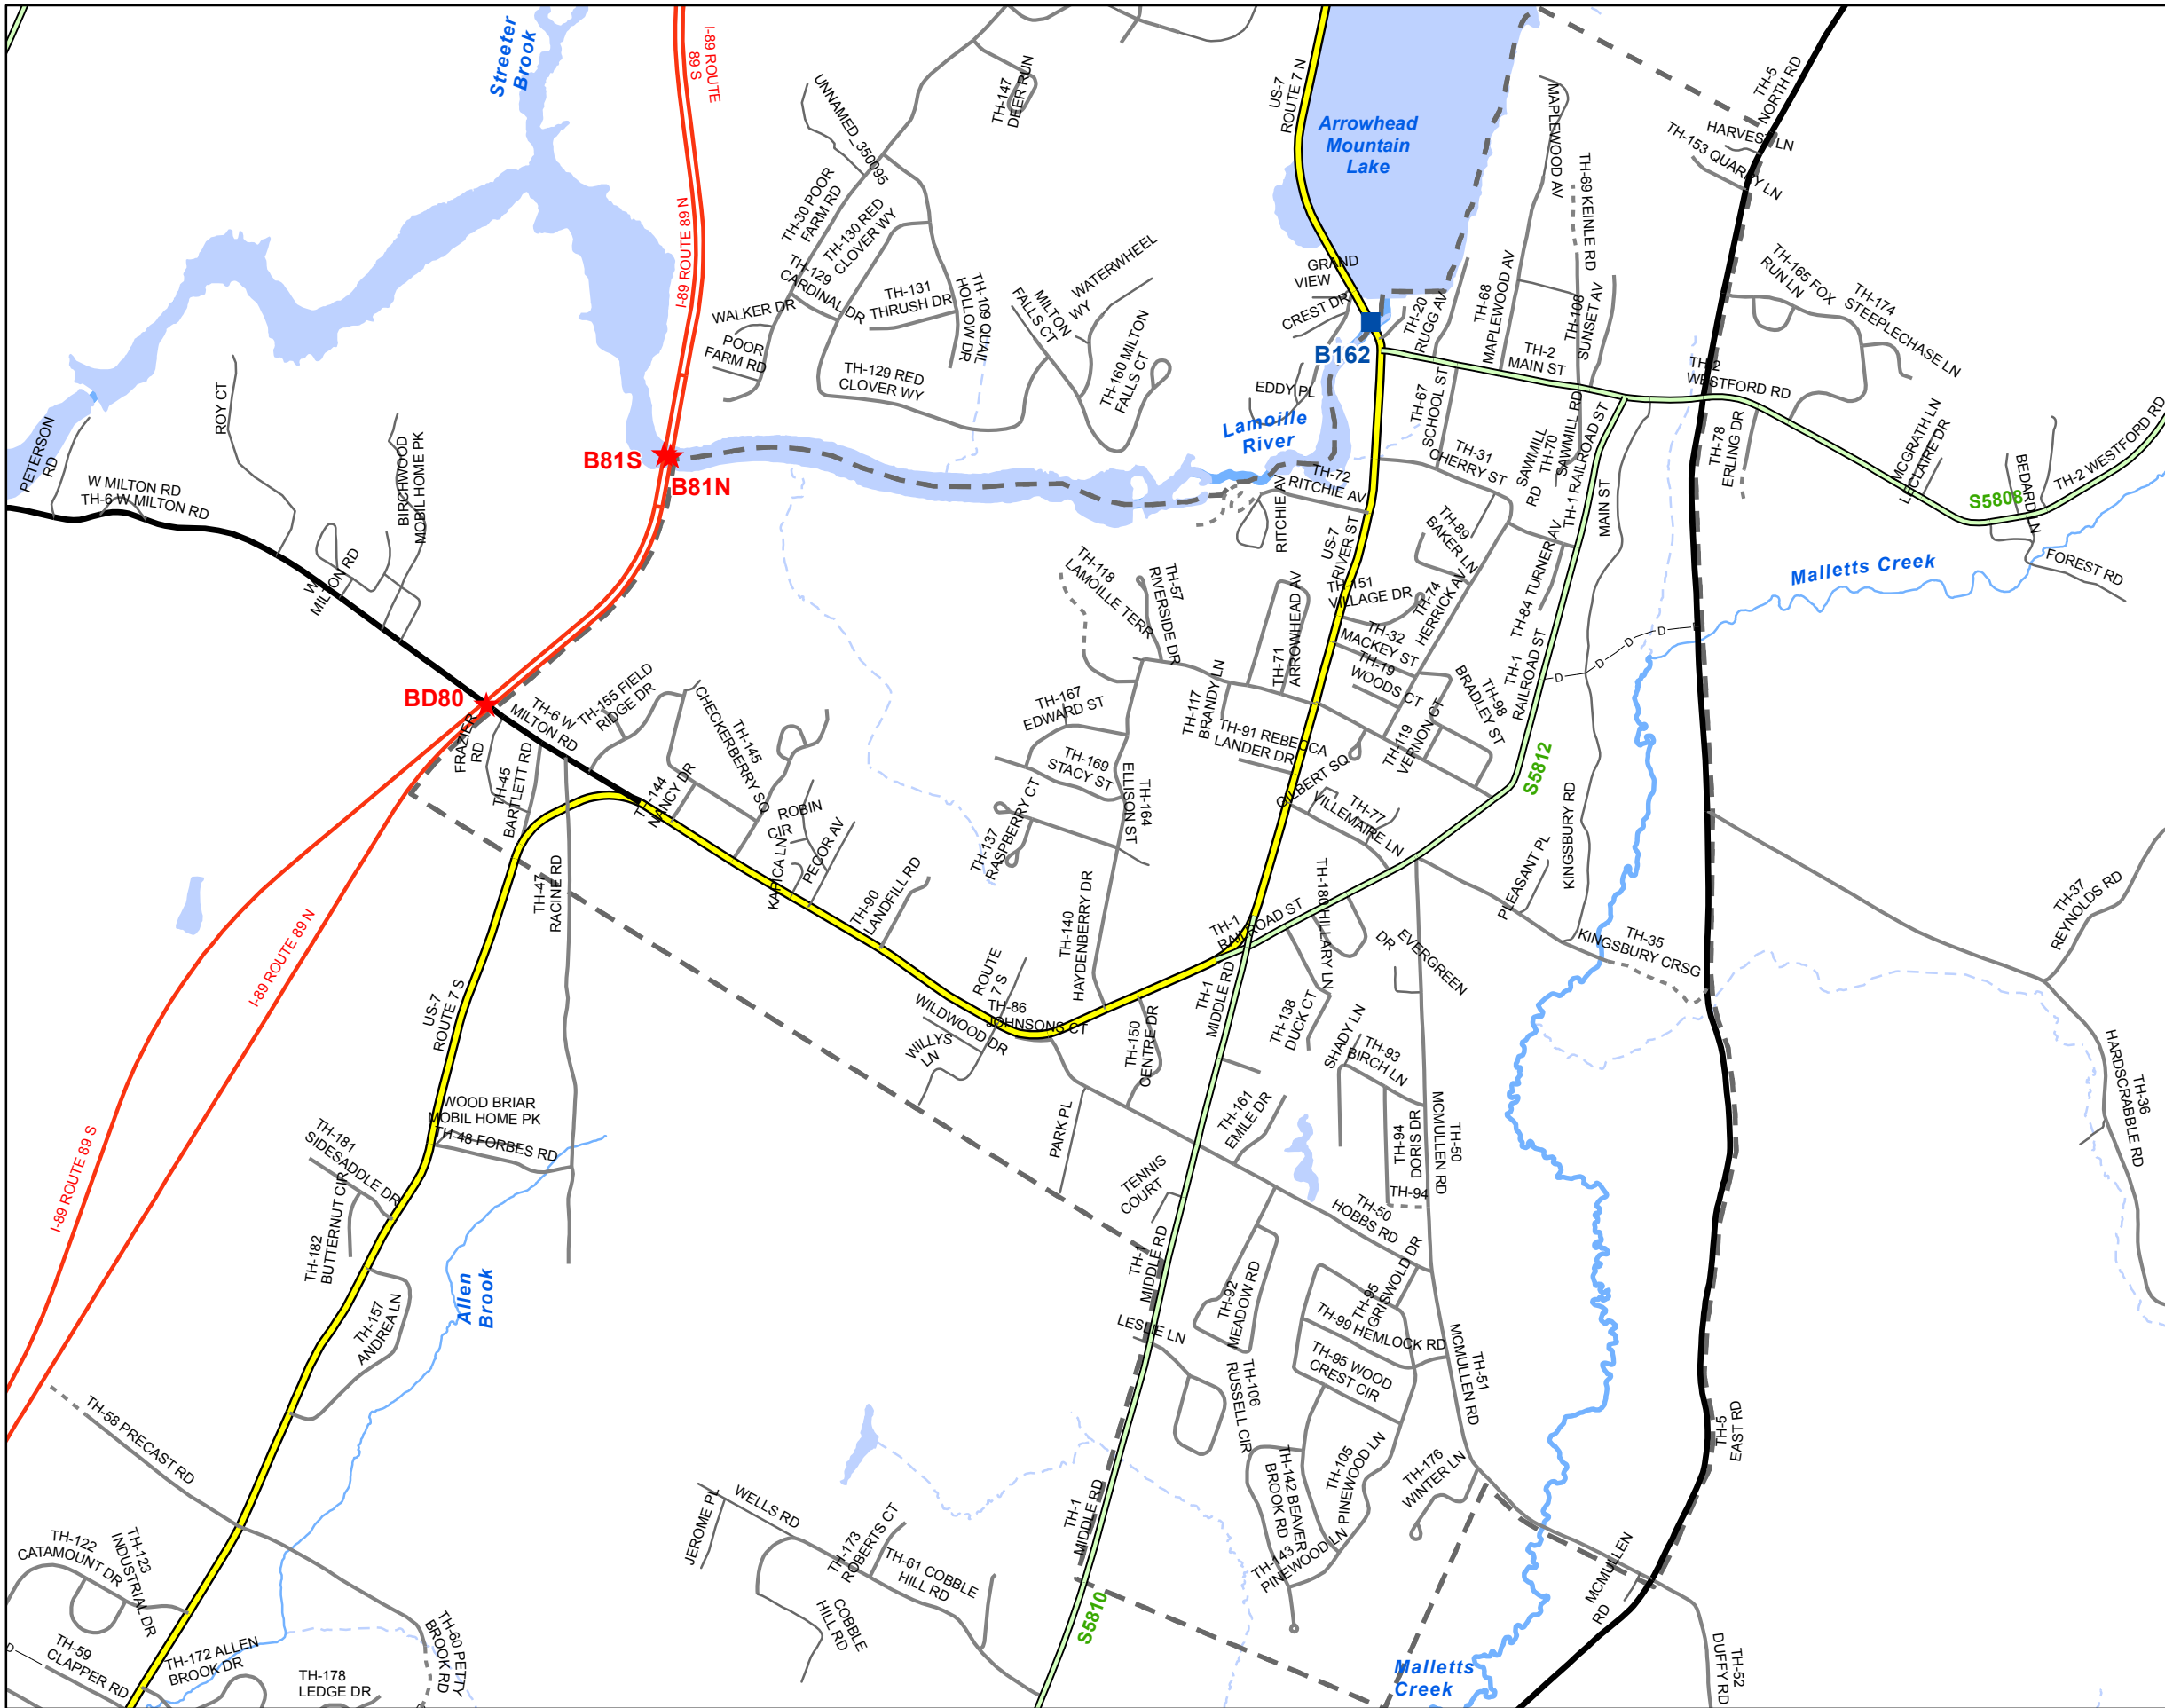 Streeter
Brook
I-89 ROUTE
89 S
I-89 ROUTE 89 N
UNNAMED_350095
TH-147
DEER RUN
US-7
ROUTE 7 N
Arrowhead
Mountain
Lake
MAPLEWOOD AV
TH-69 KEINLE RD
TH-5
NORTH RD
HARVEST LN
TH-153 QUARRY LN
TH-30 POOR
FARM RD
TH-130 RED
CLOVER WY
TH-129
CARDINAL DR
TH-131
THRUSH DR
TH-109 QUAIL
HOLLOW DR
WALKER DR
POOR
FARM RD
TH-129 RED
CLOVER WY
MILTON
FALLS CT
WATERWHEEL
WY
TH-160 MILTON
FALLS CT
GRAND
VIEW
CREST DR
B162
TH-20
RUGG AV
TH-68
MAPLEWOOD AV
TH-108
SUNSET AV
TH-2
MAIN ST
TH-2
WESTFORD RD
TH-165 FOX
RUN LN
TH-174
STEEPLECHASE LN
EDDY PL
Lamoille
River
TH-67
SCHOOL ST
TH-31
CHERRY ST
SAWMILL
RD
TH-70
SAWMILL RD
TH-1 RAILROAD ST
MAIN ST
TH-78
ERLING DR
MCGRATH LN
LECLAIRE DR
BEDARD LN
TH-2 WESTFORD RD
S5808
FOREST RD
Malletts Creek
PETERSON
RD
ROY CT
W MILTON RD
TH-6 W MILTON RD
BIRCHWOOD
MOBIL HOME PK
W
MILTON RD
B81S
B81N
BD80
TH-72
RITCHIE AV
RITCHIE AV
US-7
RIVER ST
TH-89
BAKER LN
TH-151
VILLAGE DR
TH-74
HERRICK AV
TH-84 TURNER AV
TH-32
MACKEY ST
TH-19
WOODS CT
TH-98
BRADLEY ST
TH-1
RAILROAD ST
D
D
D
D
TH-118
LAMOILLE TERR
TH-57
RIVERSIDE DR
TH-71
ARROWHEAD AV
TH-117
BRANDY LN
TH-91 REBECCA
LANDER DR
TH-119
VERNON CT
GILBERT SQ
TH-77
VILLEMAIRE LN
S5812
KINGSBURY RD
PLEASANT PL
TH-167
EDWARD ST
TH-169
STACY ST
TH-164
ELLISON ST
TH-137
RASPBERRY CT
FRAZIER
RD
TH-6 W
MILTON RD
TH-155 FIELD
RIDGE DR
TH-45
BARTLETT RD
CHECKERBERRY SQ
TH-145
TH-144
NANCY DR
ROBIN
CIR
KAPICA LN
PECOR AV
TH-90
LANDFILL RD
TH-47
RACINE RD
I-89 ROUTE 89 N
US-7
ROUTE 7 S
TH-140
HAYDENBERRY DR
ROUTE
7 S
TH-86
JOHNSONS CT
WILDWOOD DR
WILLYS
LN
TH-1
RAILROAD ST
TH-180 HILLARY LN
EVERGREEN
DR
TH-35
KINGSBURY CRSG
TH-37
REYNOLDS RD
TH-36
HARDSCRABBLE RD
TH-1
MIDDLE RD
TH-138
DUCK CT
TH-150
CENTRE DR
SHADY LN
TH-93
BIRCH LN
TH-94
DORIS DR
TH-94
TH-50
MCMULLEN RD
PARK PL
TH-161
EMILE DR
TENNIS
COURT
TH-50
HOBBS RD
WOOD BRIAR
MOBIL HOME PK
TH-48 FORBES RD
TH-181
SIDESADDLE DR
TH-182
BUTTERNUT CIR
TH-157
ANDREA LN
Allen
Brook
I-89 ROUTE 89 S
TH-1
MIDDLE RD
LESLIE LN
TH-92
MEADOW RD
TH-95
GRISWOLD DR
TH-99 HEMLOCK RD
TH-95 WOOD
CREST CIR
TH-51
MCMULLEN RD
TH-106
RUSSELL CIR
TH-142 BEAVER
BROOK RD
TH-105
PINEWOOD LN
TH-143
PINEWOOD LN
TH-176
WINTER LN
TH-5
EAST RD
MCMULLEN
RD
TH-52
DUFFY RD
Malletts
Creek
TH-58 PRECAST RD
TH-122
CATAMOUNT DR
TH-123
INDUSTRIAL DR
TH-59
CLAPPER RD
D
TH-172 ALLEN
BROOK DR
TH-178
LEDGE DR
TH-60 PETTY
BROOK RD
JEROME PL
WELLS RD
TH-173
ROBERTS CT
TH-61 COBBLE
HILL RD
COBBLE
HILL RD
TH-1
MIDDLE RD
S5810